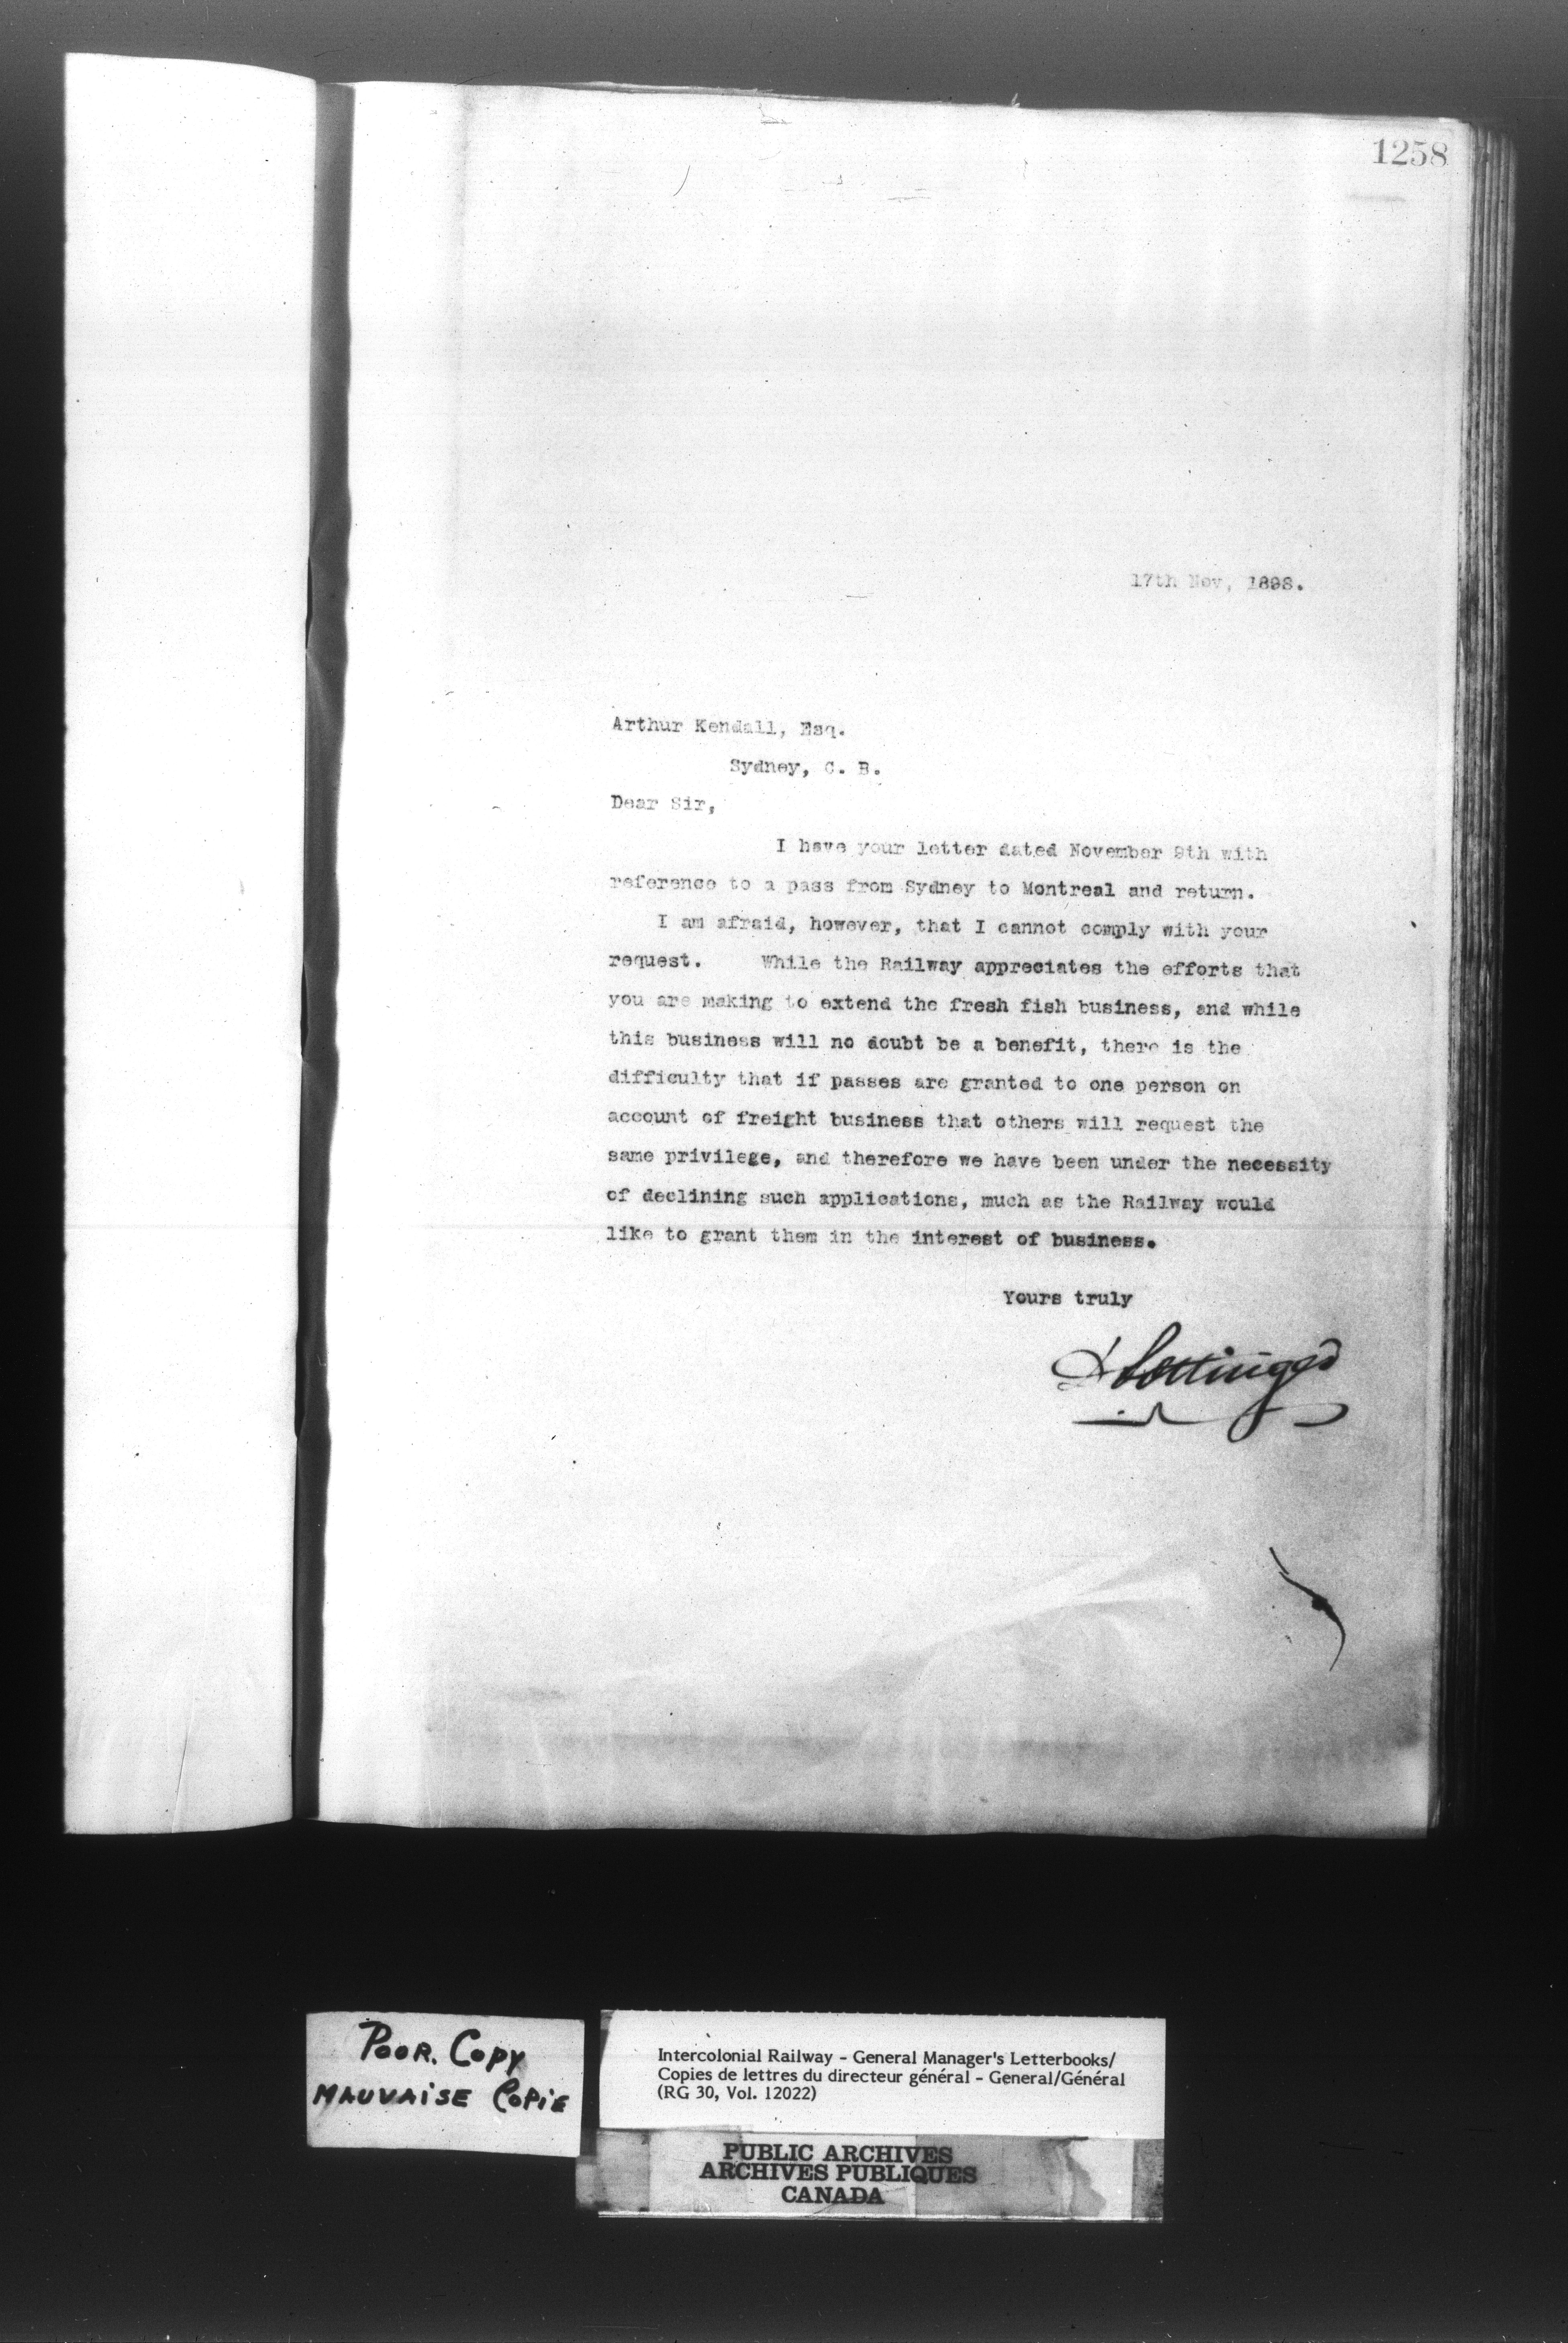 1258
17th Nov, 1898.
Arthur Kendall, Esq.
Sydney, C. B.
Dear Sir,
I have your letter dated November 9th with
reference to a pass from Sydney to Montreal and return.
I am afraid, however, that I cannot comply with your
request. While the Railway appreciates the efforts that
you are making to extend the fresh fish business, and while
this business will no doubt be a benefit, there is the
difficulty that if passes are granted to one person on
account of freight business that others will request the
same privilege, and therefore we have been under the necessity
of declining such applications, much as the Railway would
like to grant them in the interest of business.
Yours truly
D Pottinger
POOR. COPY
MAUVAISE COPIE
Intercolonial Railway - General Manager's Letterbooks/
Copies de lettres du directeur général - General/Général
(RG 30, Vol. 12022)
PUBLIC ARCHIVES
ARCHIVES PUBLIQUES
CANADA